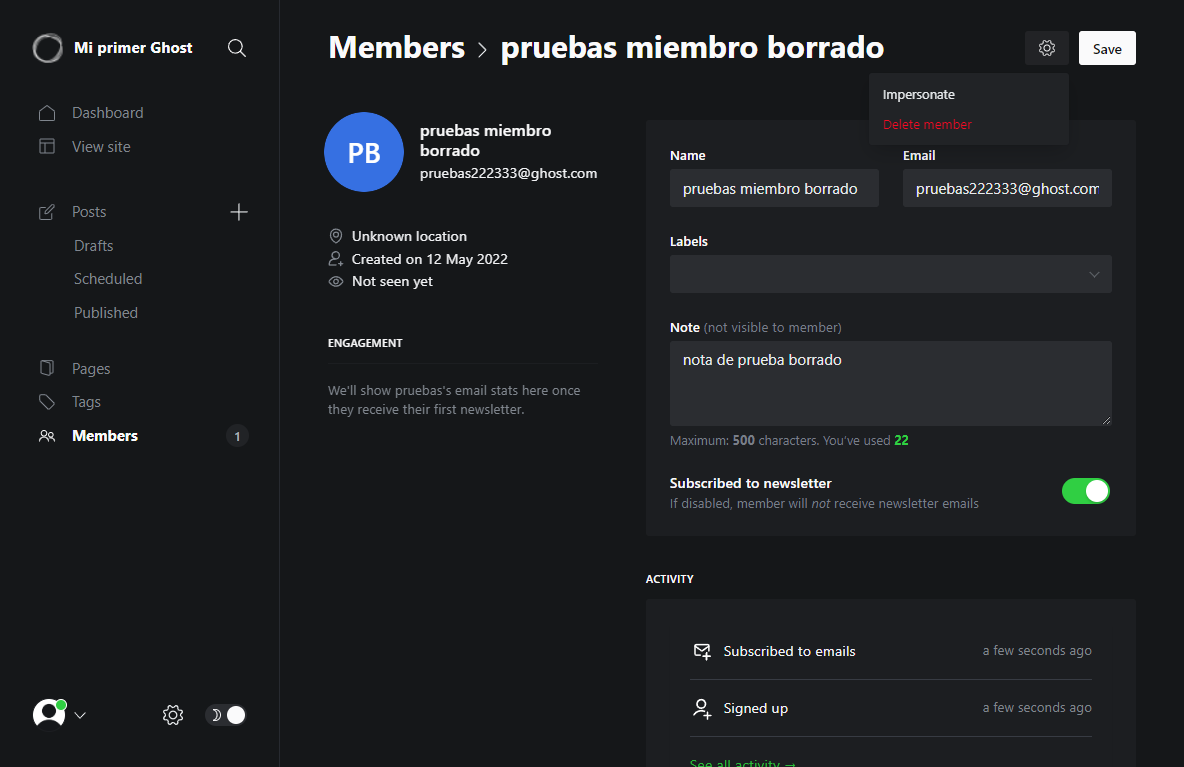 Mi primer Ghost
Dashboard
View site
Posts
Drafts
Scheduled
Published
Pages
Tags
Members
1
Members > pruebas miembro borrado
Save
Impersonate
Delete member
PB
pruebas miembro
borrado
pruebas222333@ghost.com
Unknown location
Created on 12 May 2022
Not seen yet
ENGAGEMENT
We'll show pruebas's email stats here once
they receive their first newsletter.
Name
Email
pruebas miembro borrado
pruebas222333@ghost.com
Labels
Note (not visible to member)
nota de prueba borrado
Maximum: 500 characters. You've used 22
Subscribed to newsletter
If disabled, member will not receive newsletter emails
ACTIVITY
Subscribed to emails
a few seconds ago
Signed up
a few seconds ago
See all activity →